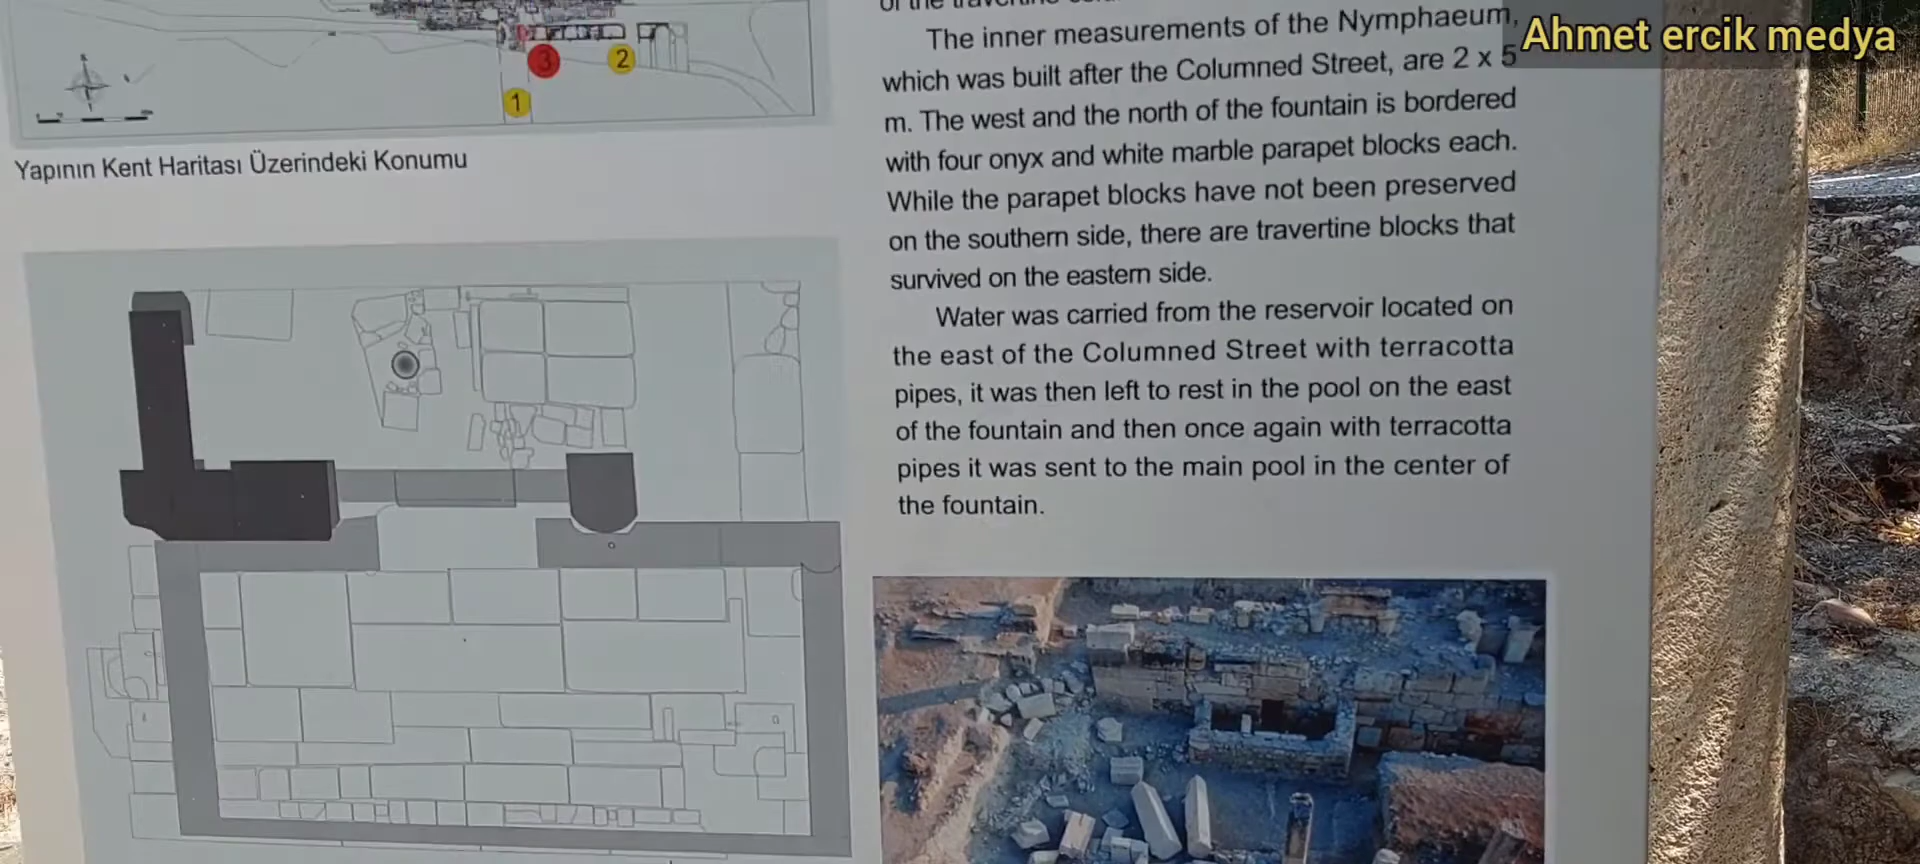 of the travertine
The inner measurements of the Nymphaeum,
which was built after the Columned Street, are 2 x 5
m. The west and the north of the fountain is bordered
with four onyx and white marble parapet blocks each.
While the parapet blocks have not been preserved
on the southern side, there are travertine blocks that
survived on the eastern side.
Water was carried from the reservoir located on
the east of the Columned Street with terracotta
pipes, it was then left to rest in the pool on the east
of the fountain and then once again with terracotta
pipes it was sent to the main pool in the center of
the fountain.
Ahmet ercik medya
3
2
1
Yapının Kent Haritası Üzerindeki Konumu